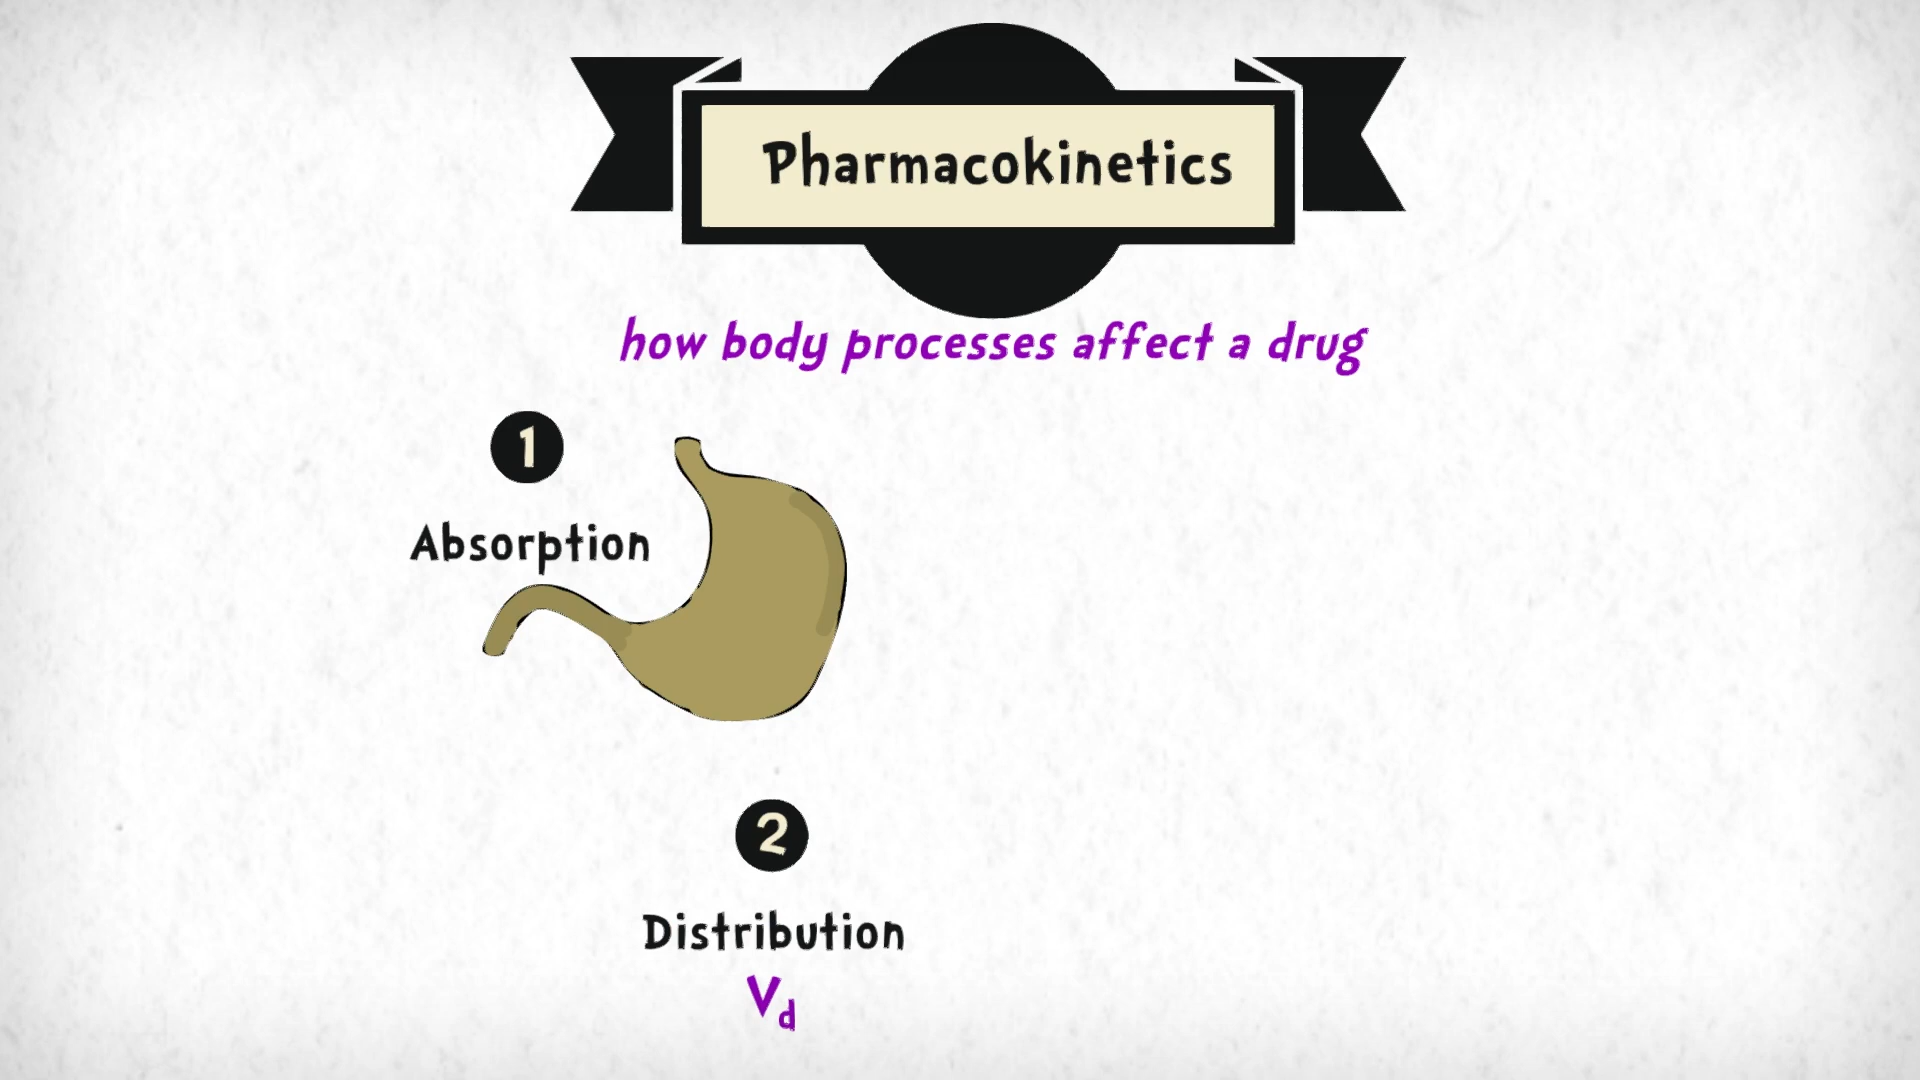 Pharmacokinetics
how body processes affect a drug
1
Absorption
2
Distribution
Vd